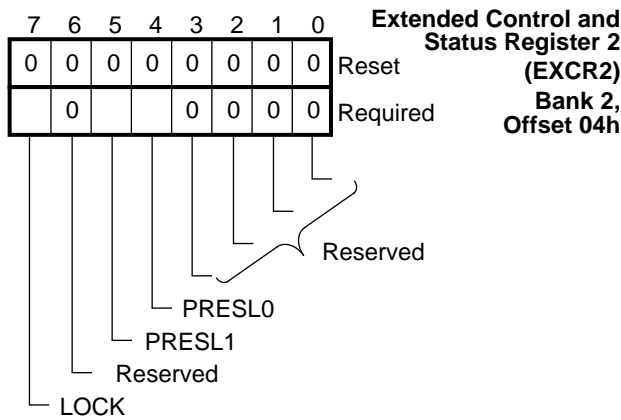 7 6 5 4 3 2 1 0
Extended Control and
Status Register 2
(EXCR2)
Bank 2,
Offset 04h
0 0 0 0 0 0 0 0 Reset
0 0 0 0 0 Required
Reserved
PRESL0
PRESL1
Reserved
LOCK